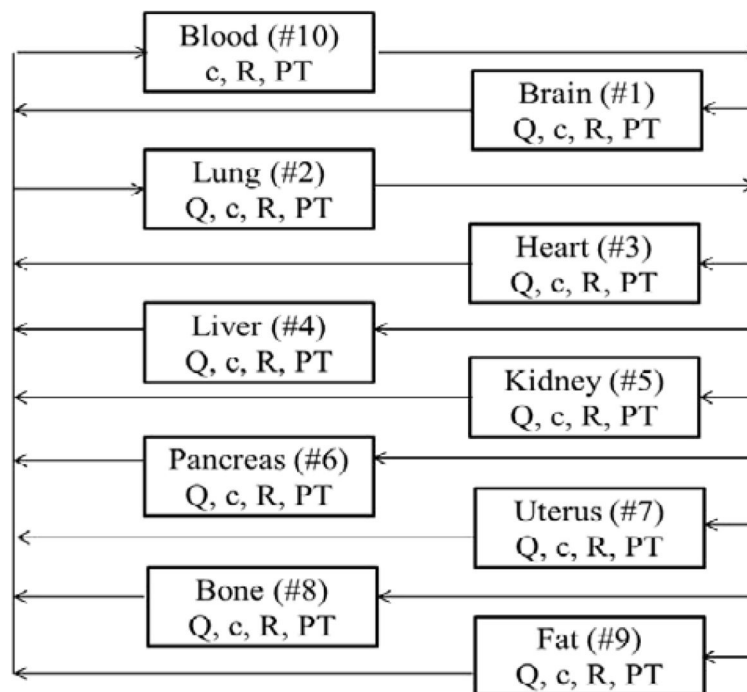 Blood (#10)
c, R, PT
Brain (#1)
Q, c, R, PT
Lung (#2)
Q, c, R, PT
Heart (#3)
Q, c, R, PT
Liver (#4)
Q, c, R, PT
Kidney (#5)
Q, c, R, PT
Pancreas (#6)
Q, c, R, PT
Uterus (#7)
Q, c, R, PT
Bone (#8)
Q, c, R, PT
Fat (#9)
Q, c, R, PT